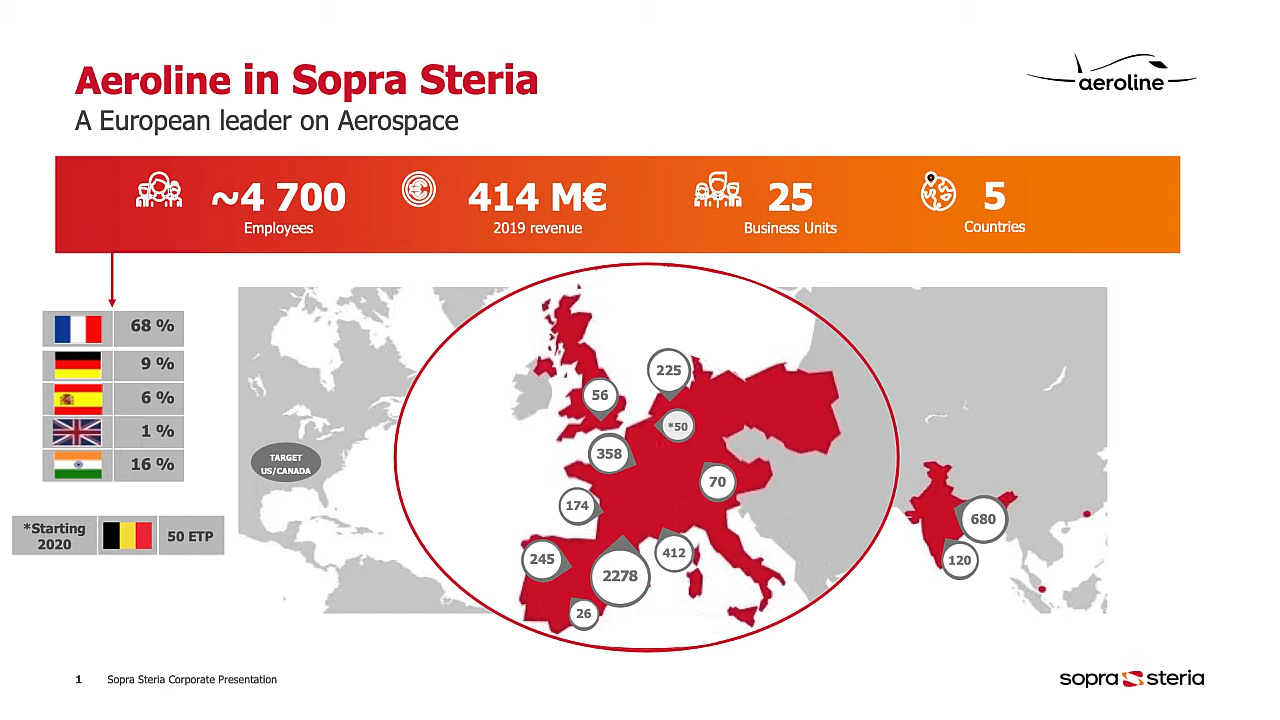 Aeroline in Sopra Steria
A European leader on Aerospace
aeroline
~4 700
Employees
414 M€
2019 revenue
25
Business Units
5
Countries
68 %
9 %
6 %
1 %
16 %
*Starting
2020
50 ETP
TARGET
US/CANADA
225
56
*50
358
70
174
245
2278
412
26
680
120
1
Sopra Steria Corporate Presentation
sopra steria